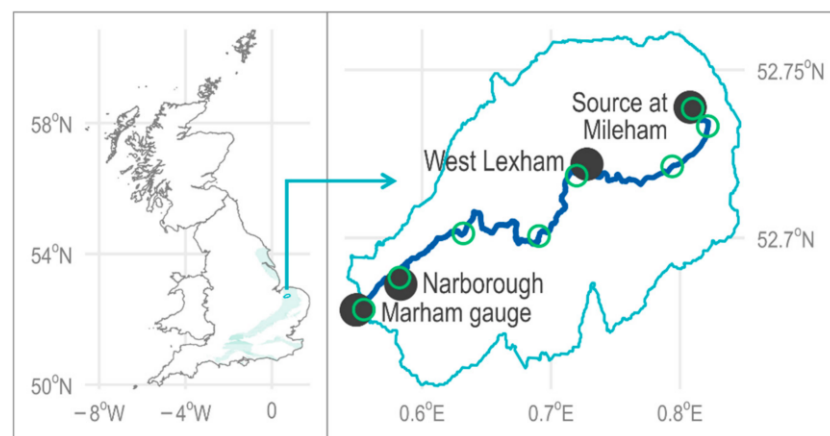 58°N
54°N
50°N
−8°W
−4°W
0
52.75°N
Source at
Mileham
West Lexham
52.7°N
Narborough
Marham gauge
0.6°E
0.7°E
0.8°E